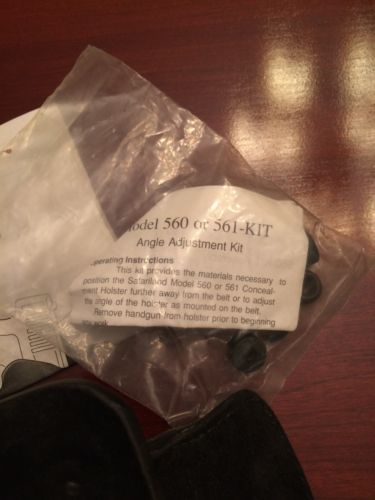 Model 560 or 561-KIT
Angle Adjustment Kit
Operating Instructions
This kit provides the materials necessary to
position the Safariland Model 560 or 561 Conceal-
ment Holster further away from the belt or to adjust
the angle of the holster as mounted on the belt.
Remove handgun from holster prior to beginning
any work.